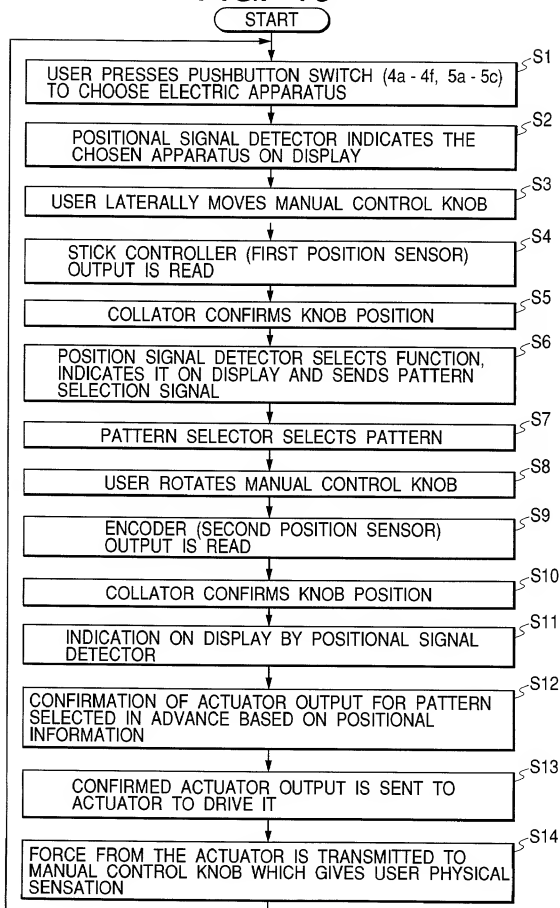 START
S1
USER PRESSES PUSHBUTTON SWITCH (4a - 4f, 5a - 5c)
TO CHOOSE ELECTRIC APPARATUS
S2
POSITIONAL SIGNAL DETECTOR INDICATES THE
CHOSEN APPARATUS ON DISPLAY
S3
USER LATERALLY MOVES MANUAL CONTROL KNOB
S4
STICK CONTROLLER (FIRST POSITION SENSOR)
OUTPUT IS READ
S5
COLLATOR CONFIRMS KNOB POSITION
S6
POSITION SIGNAL DETECTOR SELECTS FUNCTION,
INDICATES IT ON DISPLAY AND SENDS PATTERN
SELECTION SIGNAL
S7
PATTERN SELECTOR SELECTS PATTERN
S8
USER ROTATES MANUAL CONTROL KNOB
S9
ENCODER (SECOND POSITION SENSOR)
OUTPUT IS READ
S10
COLLATOR CONFIRMS KNOB POSITION
S11
INDICATION ON DISPLAY BY POSITIONAL SIGNAL
DETECTOR
S12
CONFIRMATION OF ACTUATOR OUTPUT FOR PATTERN
SELECTED IN ADVANCE BASED ON POSITIONAL
INFORMATION
S13
CONFIRMED ACTUATOR OUTPUT IS SENT TO
ACTUATOR TO DRIVE IT
S14
FORCE FROM THE ACTUATOR IS TRANSMITTED TO
MANUAL CONTROL KNOB WHICH GIVES USER PHYSICAL
SENSATION